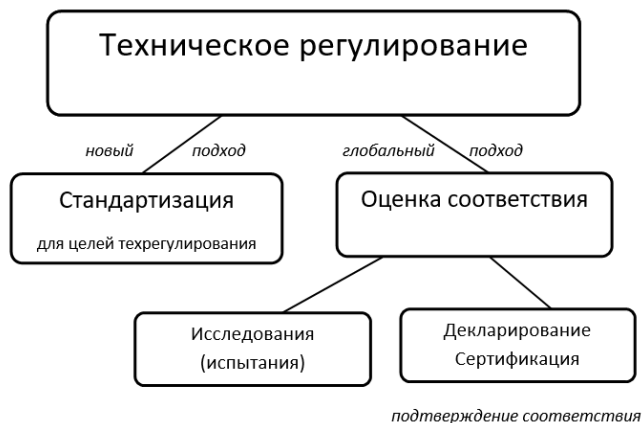 Техническое регулирование
новый подход
глобальный подход
Стандартизация
для целей техрегулирования
Оценка соответствия
Исследования
(испытания)
Декларирование
Сертификация
подтверждение соответствия